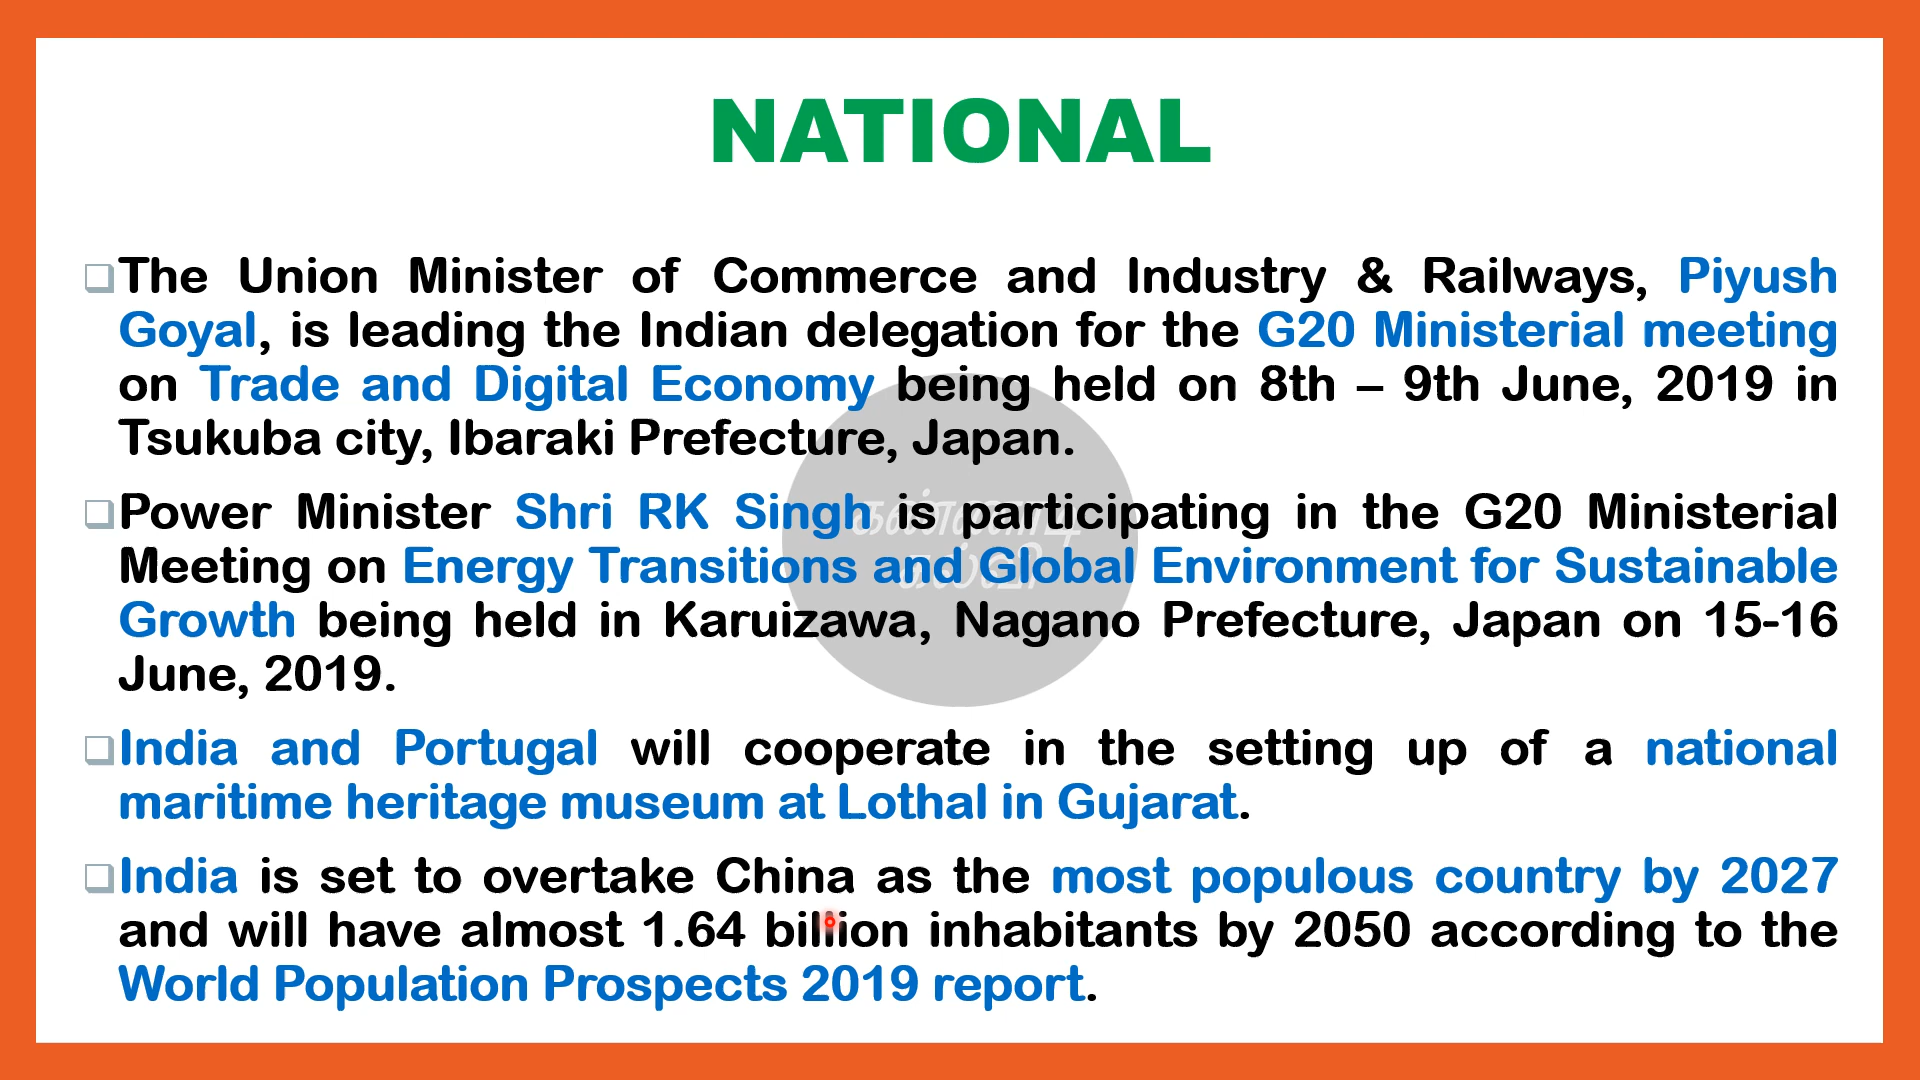 NATIONAL
The Union Minister of Commerce and Industry & Railways, Piyush
Goyal, is leading the Indian delegation for the G20 Ministerial meeting
on Trade and Digital Economy being held on 8th – 9th June, 2019 in
Tsukuba city, Ibaraki Prefecture, Japan.
Power Minister Shri RK Singh is participating in the G20 Ministerial
Meeting on Energy Transitions and Global Environment for Sustainable
Growth being held in Karuizawa, Nagano Prefecture, Japan on 15-16
June, 2019.
India and Portugal will cooperate in the setting up of a national
maritime heritage museum at Lothal in Gujarat.
India is set to overtake China as the most populous country by 2027
and will have almost 1.64 billion inhabitants by 2050 according to the
World Population Prospects 2019 report.